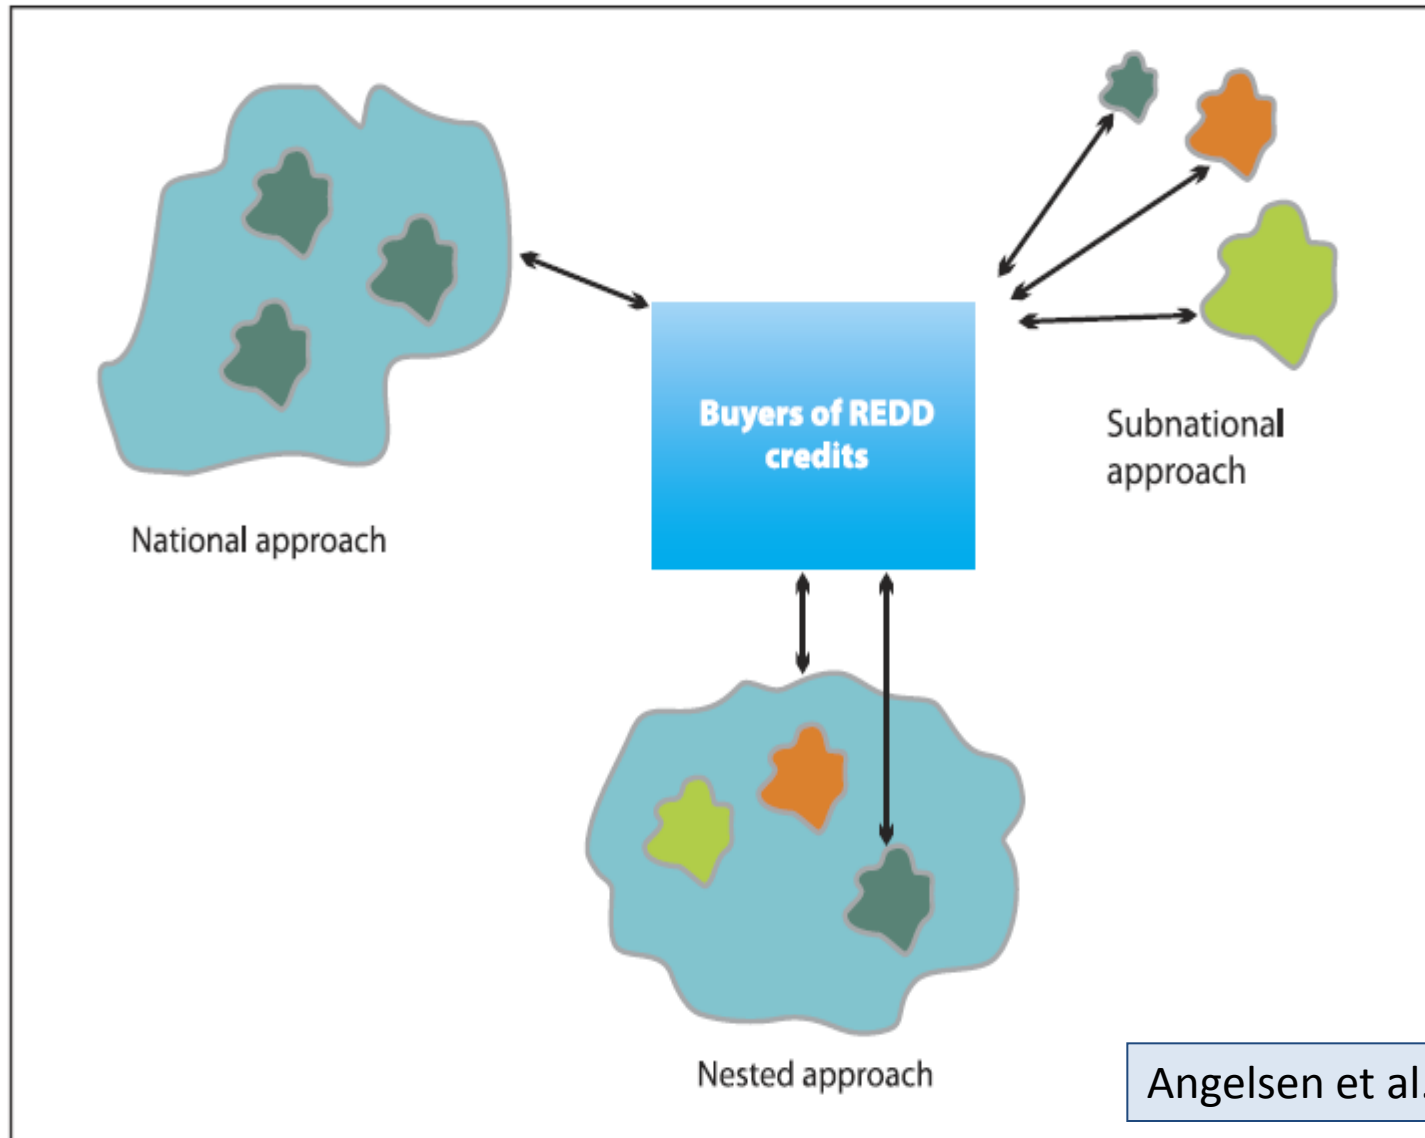 Buyers of REDD
credits
Subnational
approach
National approach
Nested approach
Angelsen et al.